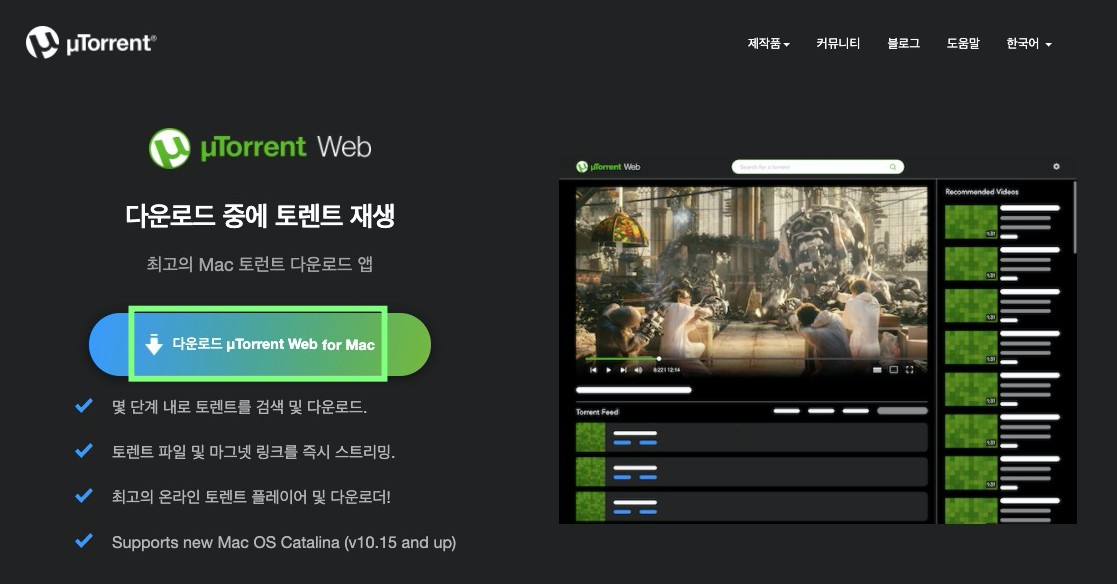 µTorrent®
제작품
커뮤니티
블로그
도움말
한국어
µTorrent Web
다운로드 중에 토렌트 재생
최고의 Mac 토런트 다운로드 앱
다운로드 µTorrent Web for Mac
몇 단계 내로 토렌트를 검색 및 다운로드.
토렌트 파일 및 마그넷 링크를 즉시 스트리밍.
최고의 온라인 토렌트 플레이어 및 다운로더!
Supports new Mac OS Catalina (v10.15 and up)
µTorrent Web
Search for a torrent
Recommended Videos
Torrent Feed